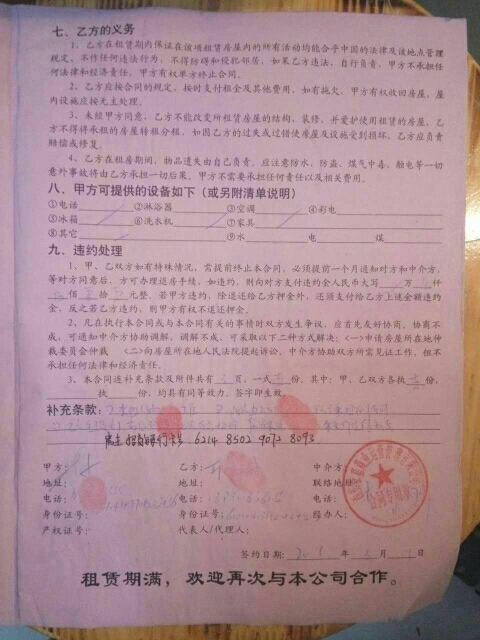 七、乙方的义务
1、乙方在租赁期内保证在该项租赁房屋内的所有活动均能合乎中国的法律及该地点管理
规定，不作任何违法行为，不得防碍和侵犯邻居，如果乙方违法，自行负责，甲方不承担任
何法律和经济责任，甲方有权单方终止合同。
2、乙方应按合同的规定，按时支付租金及其他费用，如有拖欠，甲方有权收回房屋，屋
内设施应按无主处理。
3、未经甲方同意，乙方不能改变所租赁房屋的结构、装修，并爱护使用租赁的房屋，乙
方不得将承租的房屋转租分租，如因乙方的过失或过错使房屋及设施受到损坏，乙方应负责
赔偿或修复。
4、乙方在租房期间，物品遗失由自己负责，应注意防水、防盗、煤气中毒、触电等一切
意外事故将由乙方承担一切后果。甲方不需要承担任何责任以及相关费用。
八、甲方可提供的设备如下（或另附清单说明）
①电话 ②淋浴器 ③空调 ④彩电
⑤冰箱 ⑥洗衣机 ⑦家具
⑧其它 ⑨水 电 煤
九、违约处理
1、甲、乙双方如有特殊情况，需提前终止本合同，必须提前一个月通知对方和中介方，
等对方同意后，方可办理退房手续，如违约，则向对方支付违约金人民币大写 万 仟
佰 拾 元整，若甲方违约，除退还给乙方押金外，还须支付给乙方上述金额违约
金，反之若乙方违约，则甲方有权不退还押金。
2、凡在执行本合同或与本合同有关的事情时双方发生争议，应首先友好协商，协商不
成，可通知中介方协助调解，调解不成，可采取以下二种方式解决：（一）申请房屋所在地仲
裁委员会仲裁 （二）向房屋所在地人民法院提起诉讼，中介方协助双方所需见证工作，但不
承担任何法律和经济责任。
3、本合同连补充条款及附件共有 页，一式 份，其中：甲、乙双方各执 份，
执 份，均具有同等效力，签字即生效。
补充条款：
房主 招商银行卡号 6214 8502 9072 8093
甲方： 乙方： 中介方：
地址： 地址： 联络地址：
电话： 电话： 电话：
身份证号： 身份证号： 经办人：
产权证号： 代表人/代理人：
签约日期： 年 月 日
租赁期满，欢迎再次与本公司合作。